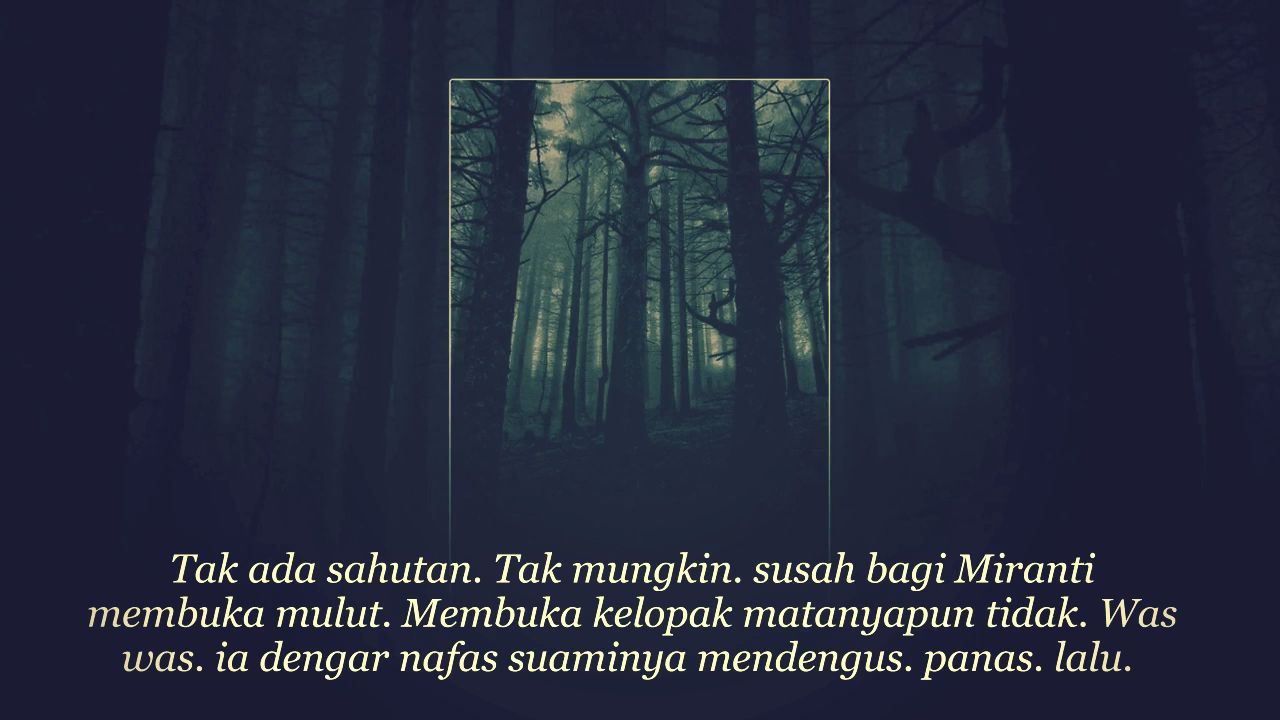 Tak ada sahutan. Tak mungkin. susah bagi Miranti
membuka mulut. Membuka kelopak matanyapun tidak. Was
was. ia dengar nafas suaminya mendengus. panas. lalu.